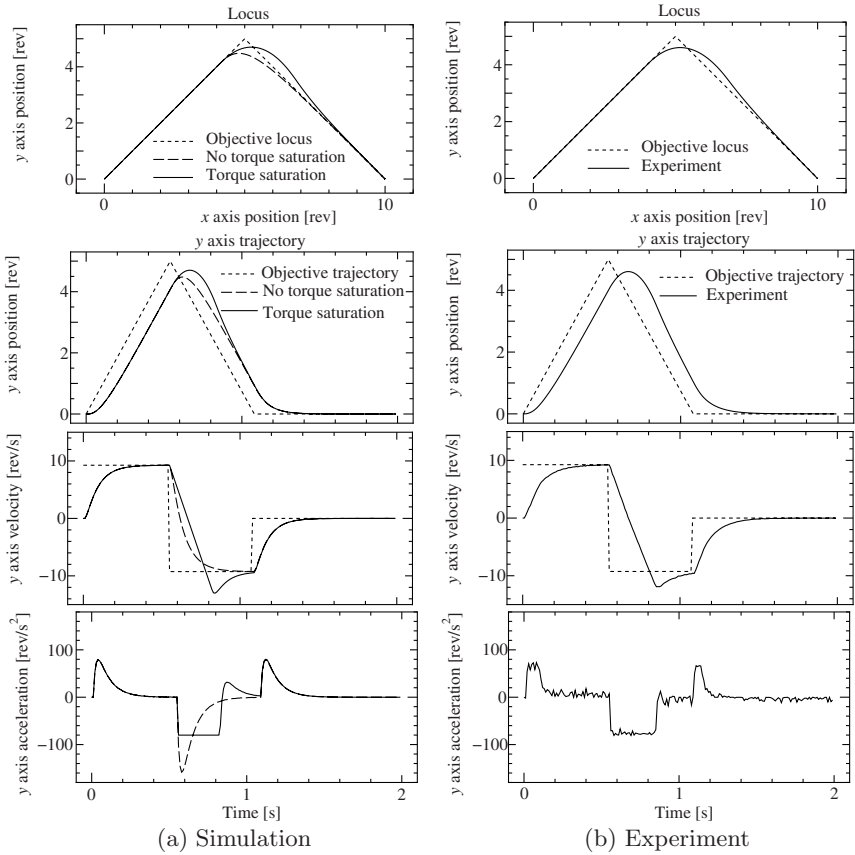 Locus
y axis position [rev]
4
2
0
Objective locus
No torque saturation
Torque saturation
0
10
x axis position [rev]
y axis trajectory
y axis position [rev]
4
2
0
Objective trajectory
No torque saturation
Torque saturation
y axis velocity [rev/s]
10
0
−10
y axis acceleration [rev/s²]
100
0
−100
0
1
2
Time [s]
(a) Simulation
Locus
y axis position [rev]
4
2
0
Objective locus
Experiment
0
10
x axis position [rev]
y axis trajectory
y axis position [rev]
4
2
0
Objective trajectory
Experiment
y axis velocity [rev/s]
10
0
−10
y axis acceleration [rev/s²]
100
0
−100
0
1
2
Time [s]
(b) Experiment